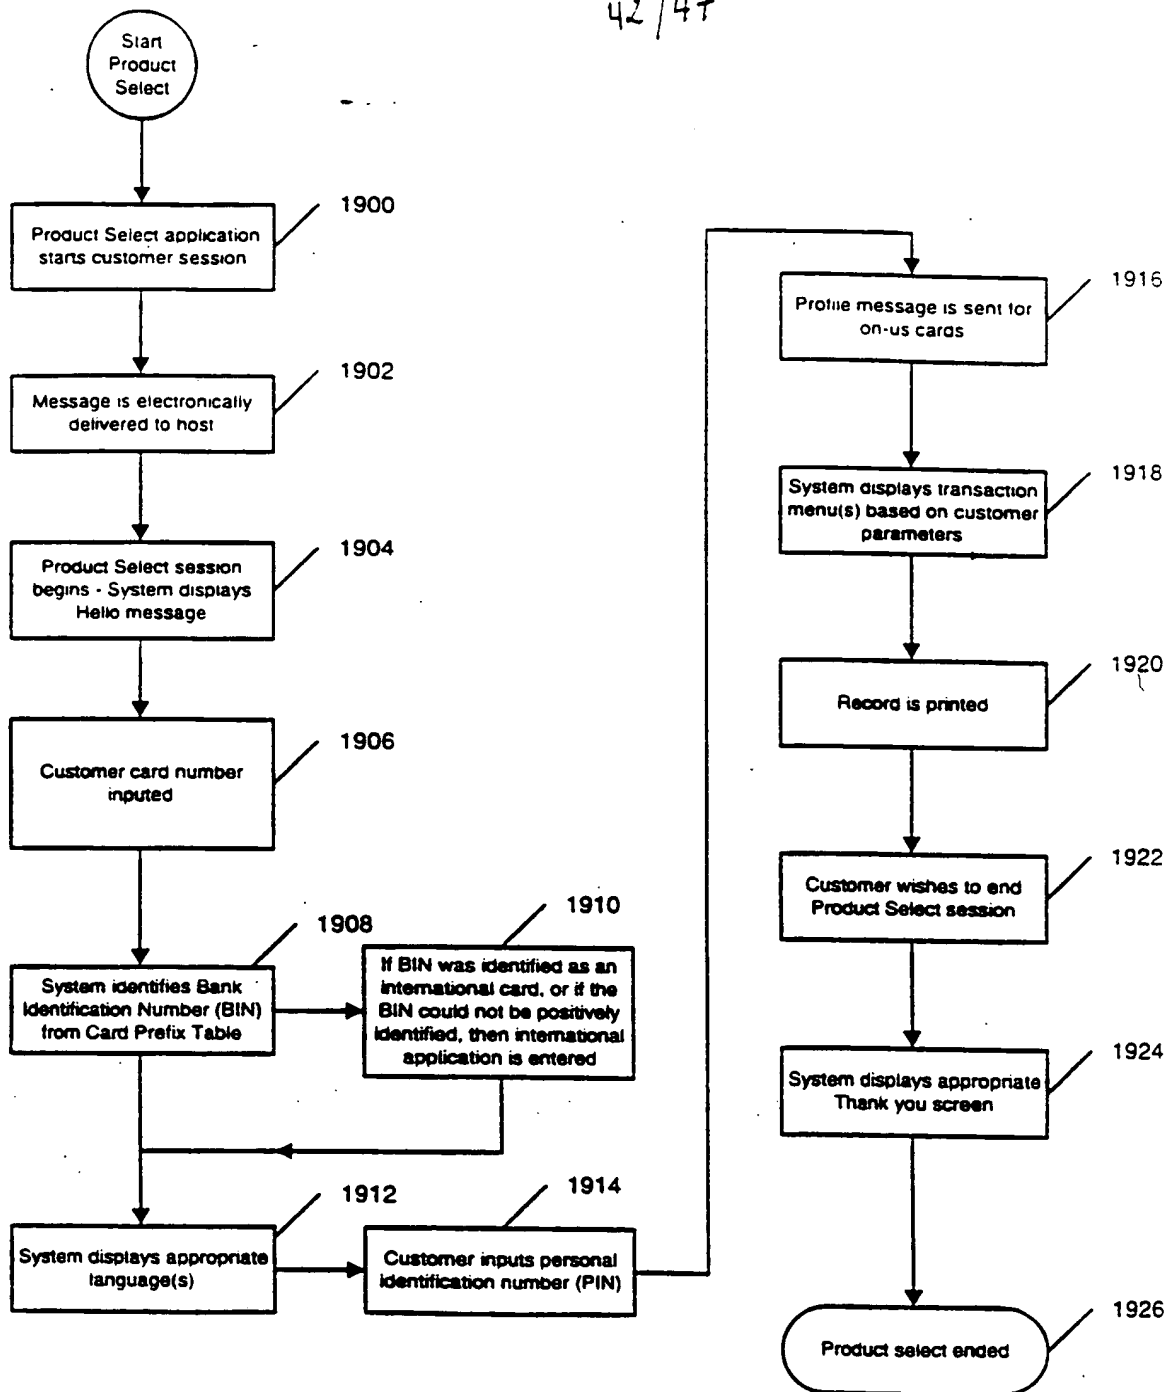 42/47
Start
Product
Select
1900
Product Select application
starts customer session
1902
Message is electronically
delivered to host
1904
Product Select session
begins - System displays
Hello message
1906
Customer card number
inputed
1908
System identifies Bank
Identification Number (BIN)
from Card Prefix Table
1910
If BIN was identified as an
international card, or if the
BIN could not be positively
identified, then international
application is entered
1912
System displays appropriate
language(s)
1914
Customer inputs personal
identification number (PIN)
1916
Profile message is sent for
on-us cards
1918
System displays transaction
menu(s) based on customer
parameters
1920
Record is printed
1922
Customer wishes to end
Product Select session
1924
System displays appropriate
Thank you screen
1926
Product select ended